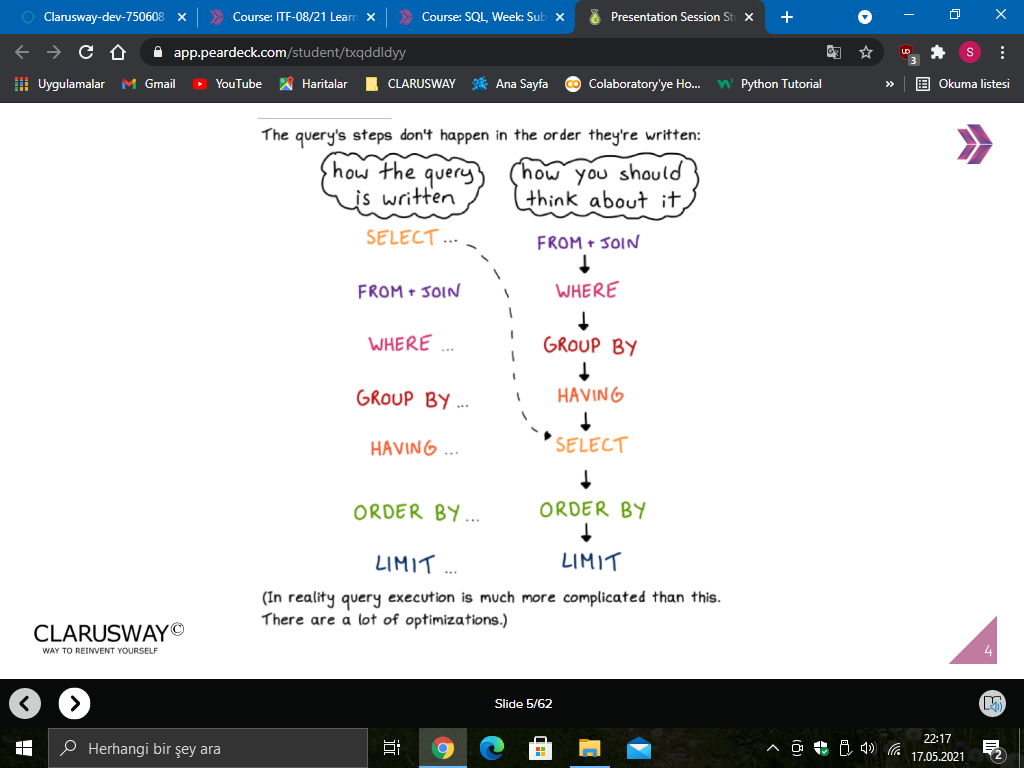 Clarusway-dev-750608
Course: ITF-08/21 Learn
Course: SQL, Week: Sub
Presentation Session St
app.peardeck.com/student/txqddldyy
UD
3
S
Uygulamalar
Gmail
YouTube
Haritalar
CLARUSWAY
Ana Sayfa
Colaboratory'ye Ho...
Python Tutorial
»
Okuma listesi
The query's steps don't happen in the order they're written:
how the query
is written
how you should
think about it
SELECT ...
FROM + JOIN
WHERE ...
GROUP BY ...
HAVING ...
ORDER BY ...
LIMIT ...
FROM + JOIN
WHERE
GROUP BY
HAVING
SELECT
ORDER BY
LIMIT
(In reality query execution is much more complicated than this.
There are a lot of optimizations.)
CLARUSWAY©
WAY TO REINVENT YOURSELF
4
Slide 5/62
Herhangi bir şey ara
22:17
17.05.2021
2